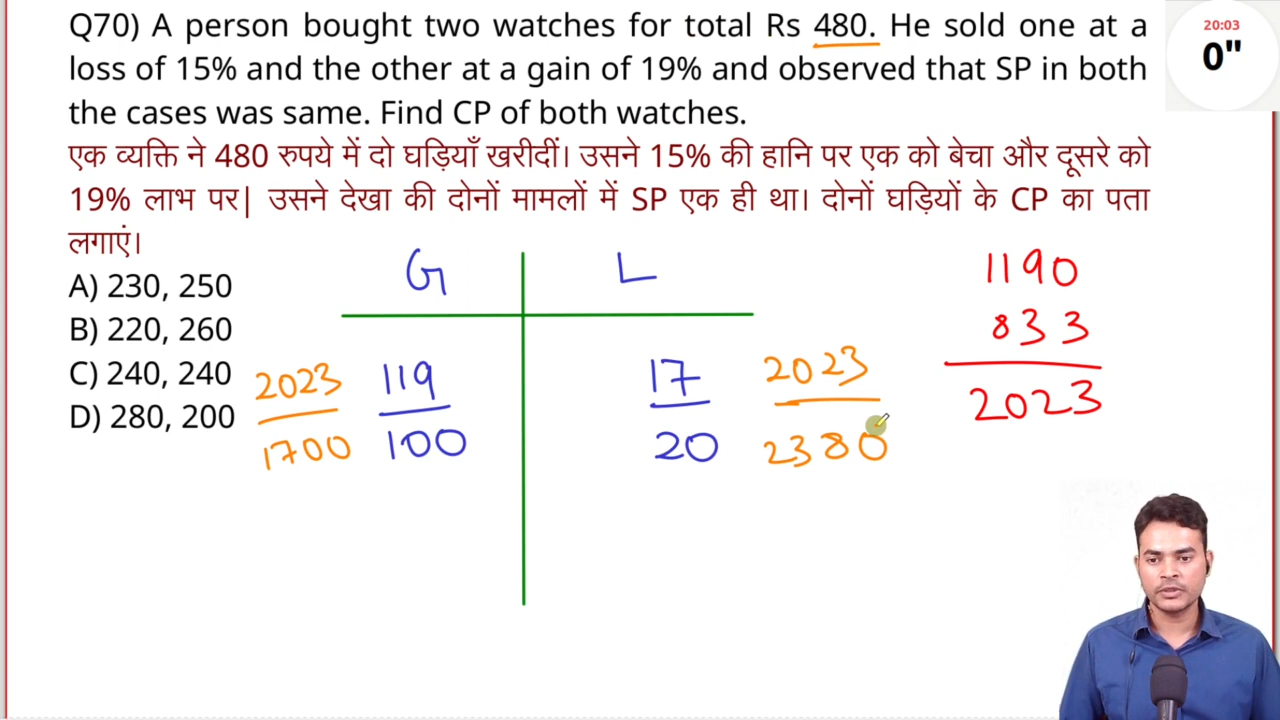 Q70) A person bought two watches for total Rs 480. He sold one at a
loss of 15% and the other at a gain of 19% and observed that SP in both
the cases was same. Find CP of both watches.
एक व्यक्ति ने 480 रुपये में दो घड़ियाँ खरीदीं। उसने 15% की हानि पर एक को बेचा और दूसरे को
19% लाभ पर| उसने देखा की दोनों मामलों में SP एक ही था। दोनों घड़ियों के CP का पता
लगाएं।
A) 230, 250
B) 220, 260
C) 240, 240
D) 280, 200
20:03
0"
G L
2023 119 17 2023
1700 100 20 2380
1190
833
2023